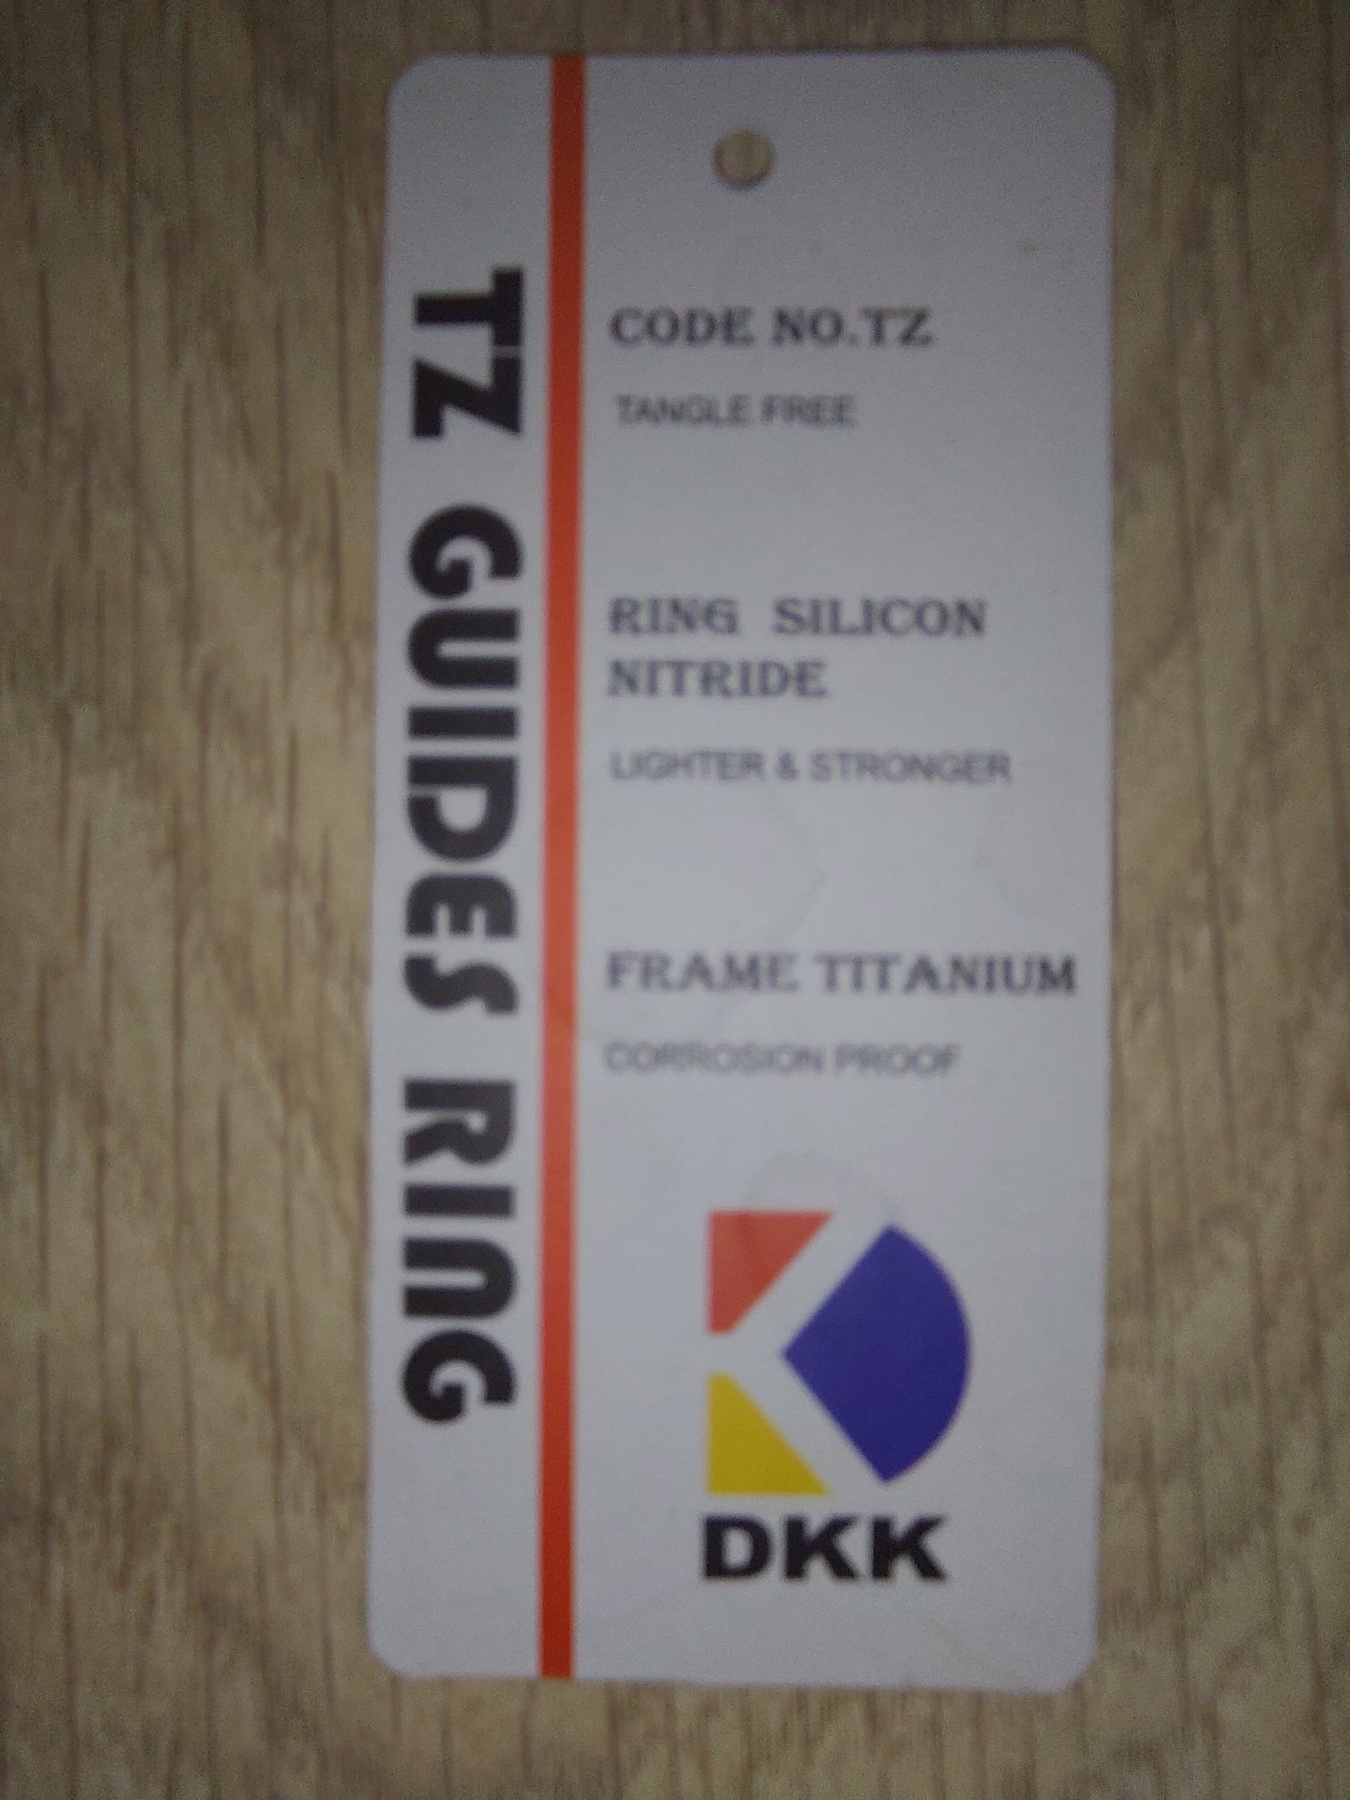 TZ GUIDES RING
CODE NO.TZ
TANGLE FREE
RING SILICON
NITRIDE
LIGHTER & STRONGER
FRAME TITANIUM
CORROSION PROOF
DKK